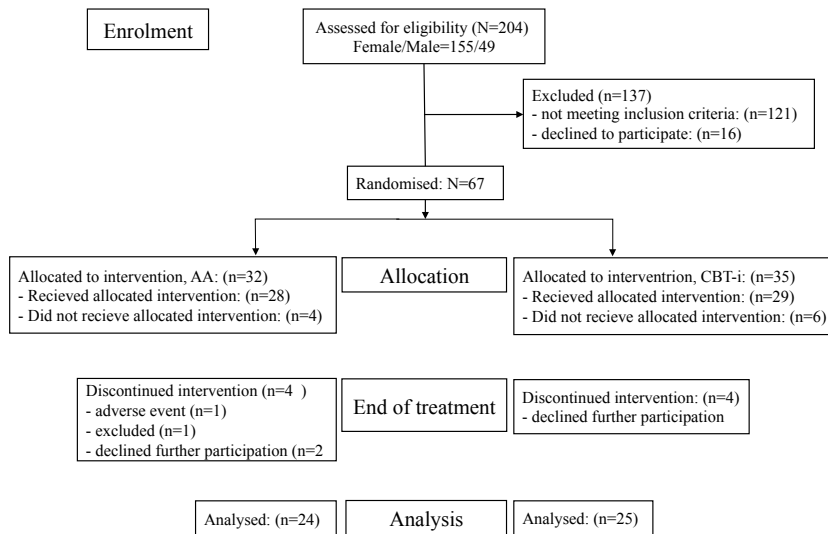 Enrolment
Assessed for eligibility (N=204)
Female/Male=155/49
Excluded (n=137)
- not meeting inclusion criteria: (n=121)
- declined to participate: (n=16)
Randomised: N=67
Allocated to intervention, AA: (n=32)
- Recieved allocated intervention: (n=28)
- Did not recieve allocated intervention: (n=4)
Allocation
Allocated to interventrion, CBT-i: (n=35)
- Recieved allocated intervention: (n=29)
- Did not recieve allocated intervention: (n=6)
Discontinued intervention (n=4 )
- adverse event (n=1)
- excluded (n=1)
- declined further participation (n=2
End of treatment
Discontinued intervention: (n=4)
- declined further participation
Analysed: (n=24)
Analysis
Analysed: (n=25)